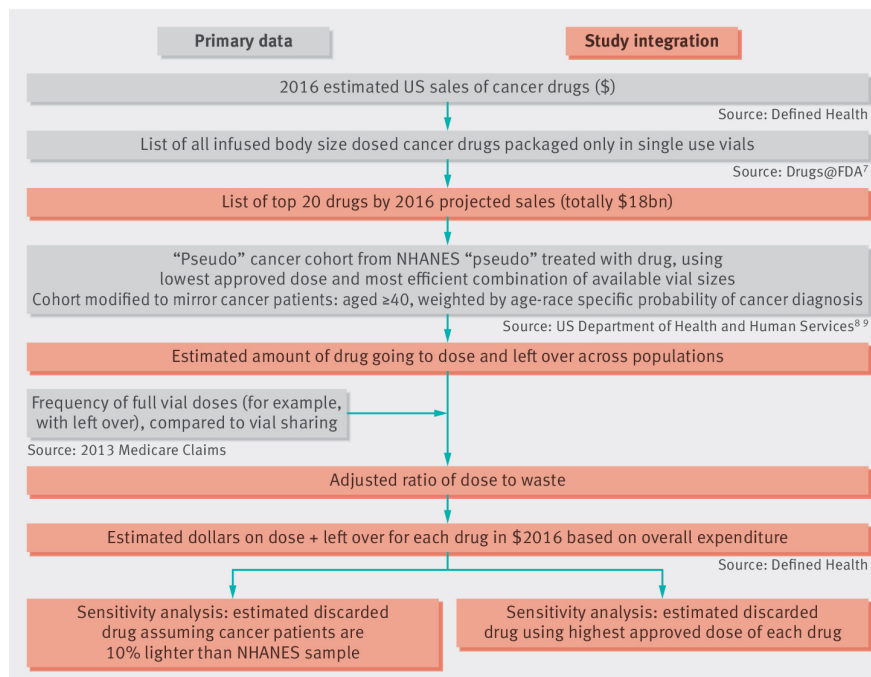 Primary data
Study integration
2016 estimated US sales of cancer drugs ($)
Source: Defined Health
List of all infused body size dosed cancer drugs packaged only in single use vials
Source: Drugs@FDA⁷
List of top 20 drugs by 2016 projected sales (totally $18bn)
“Pseudo” cancer cohort from NHANES “pseudo” treated with drug, using
lowest approved dose and most efficient combination of available vial sizes
Cohort modified to mirror cancer patients: aged ≥40, weighted by age-race specific probability of cancer diagnosis
Source: US Department of Health and Human Services⁸ ⁹
Estimated amount of drug going to dose and left over across populations
Frequency of full vial doses (for example,
with left over), compared to vial sharing
Source: 2013 Medicare Claims
Adjusted ratio of dose to waste
Estimated dollars on dose + left over for each drug in $2016 based on overall expenditure
Source: Defined Health
Sensitivity analysis: estimated discarded
drug assuming cancer patients are
10% lighter than NHANES sample
Sensitivity analysis: estimated discarded
drug using highest approved dose of each drug